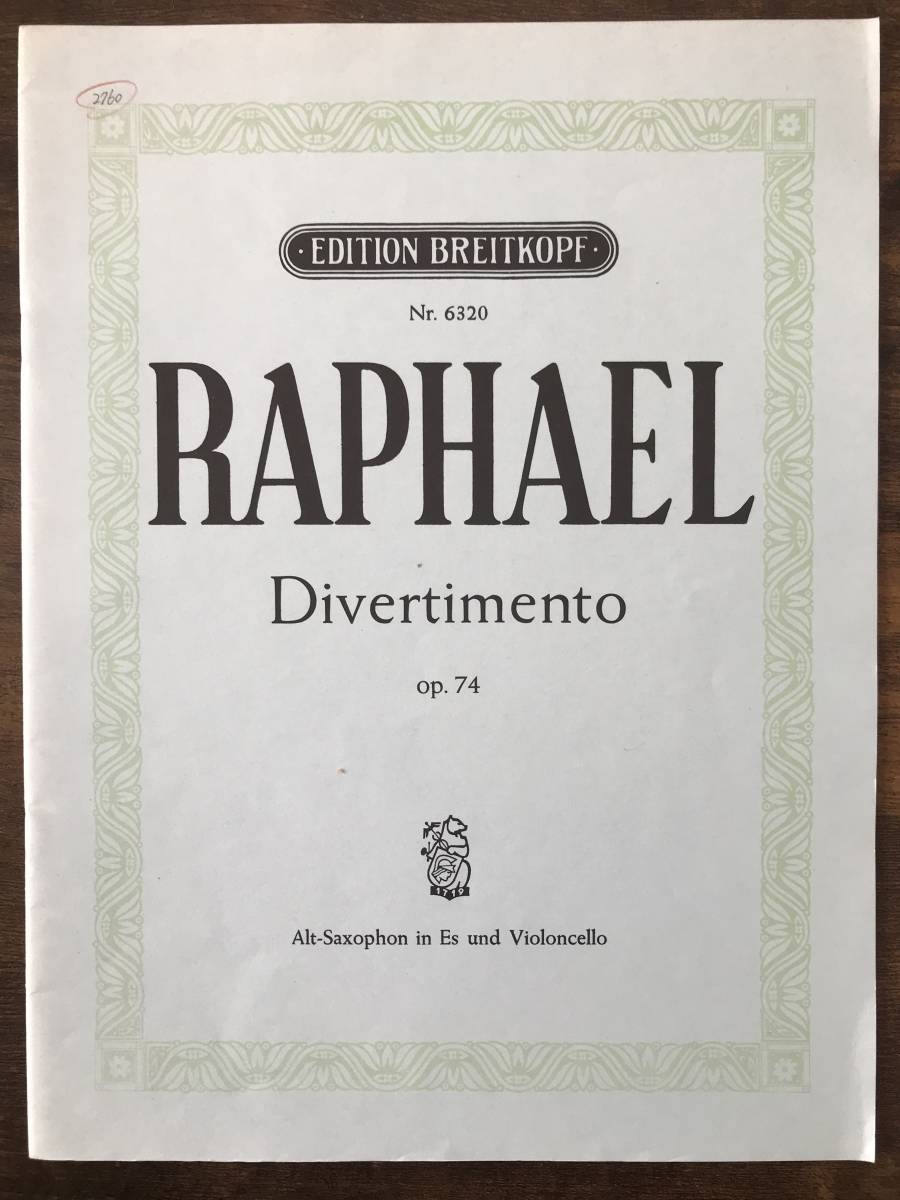 2760
· EDITION BREITKOPF ·
Nr. 6320
RAPHAEL
Divertimento
op. 74
1719
Alt-Saxophon in Es und Violoncello